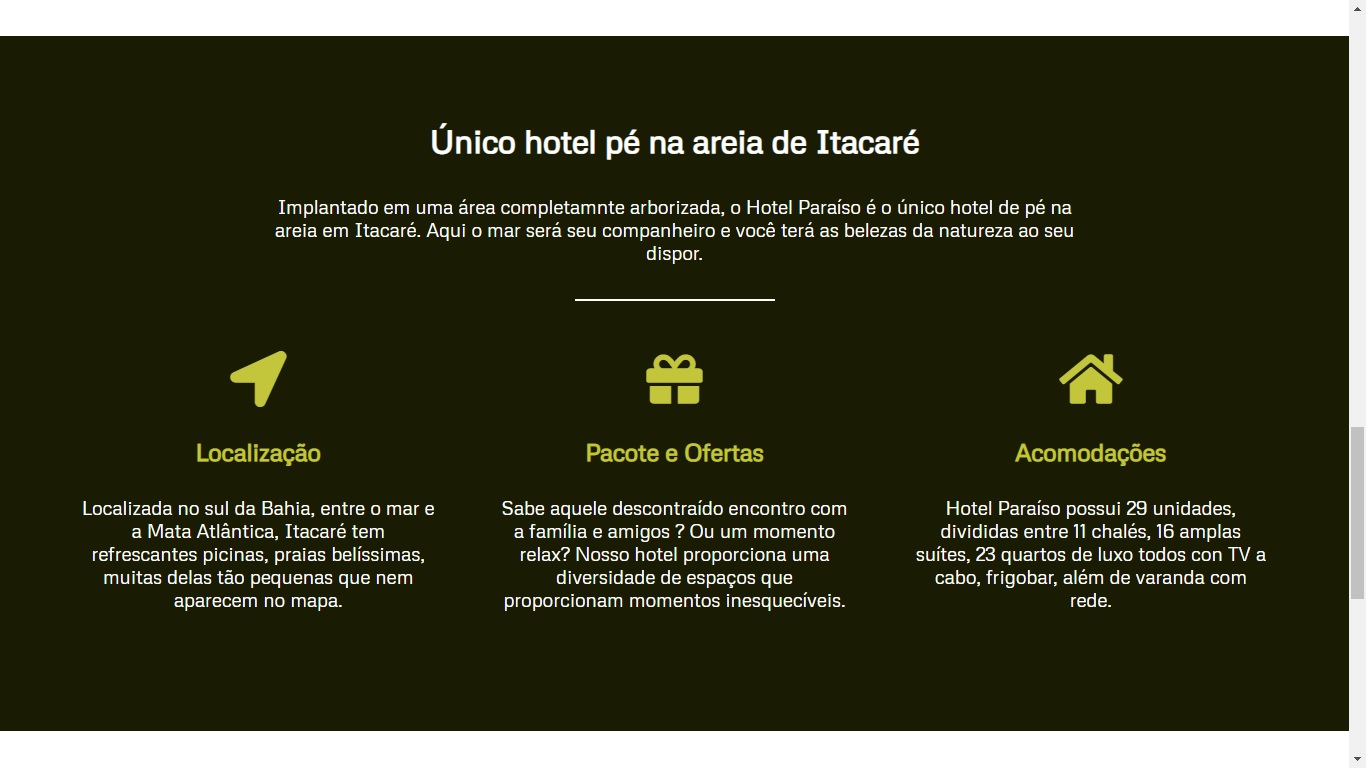 Único hotel pé na areia de Itacaré
Implantado em uma área completamnte arborizada, o Hotel Paraíso é o único hotel de pé na
areia em Itacaré. Aqui o mar será seu companheiro e você terá as belezas da natureza ao seu
dispor.
Localização
Localizada no sul da Bahia, entre o mar e
a Mata Atlântica, Itacaré tem
refrescantes picinas, praias belíssimas,
muitas delas tão pequenas que nem
aparecem no mapa.
Pacote e Ofertas
Sabe aquele descontraído encontro com
a família e amigos ? Ou um momento
relax? Nosso hotel proporciona uma
diversidade de espaços que
proporcionam momentos inesquecíveis.
Acomodações
Hotel Paraíso possui 29 unidades,
divididas entre 11 chalés, 16 amplas
suítes, 23 quartos de luxo todos con TV a
cabo, frigobar, além de varanda com
rede.